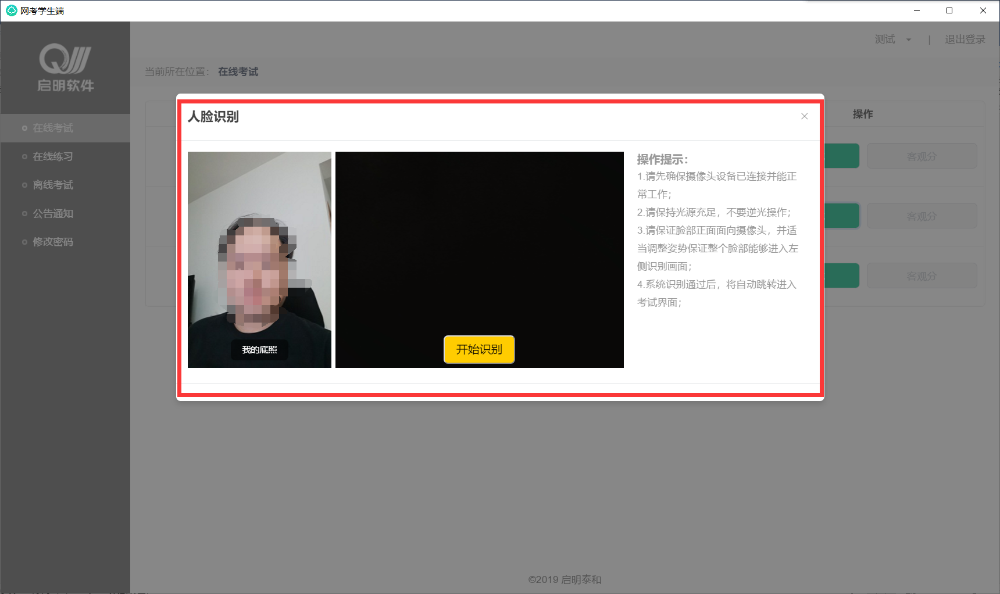 网考学生端
启明软件
测试 | 退出登录
当前所在位置： 在线考试
在线考试
在线练习
离线考试
公告通知
修改密码
操作
客观分
客观分
客观分
人脸识别
我的底照
开始识别
操作提示：
1.请先确保摄像头设备已连接并能正
常工作；
2.请保持光源充足，不要逆光操作；
3.请保证脸部正面面向摄像头，并适
当调整姿势保证整个脸部能够进入左
侧识别画面；
4.系统识别通过后，将自动跳转进入
考试界面；
©2019 启明泰和